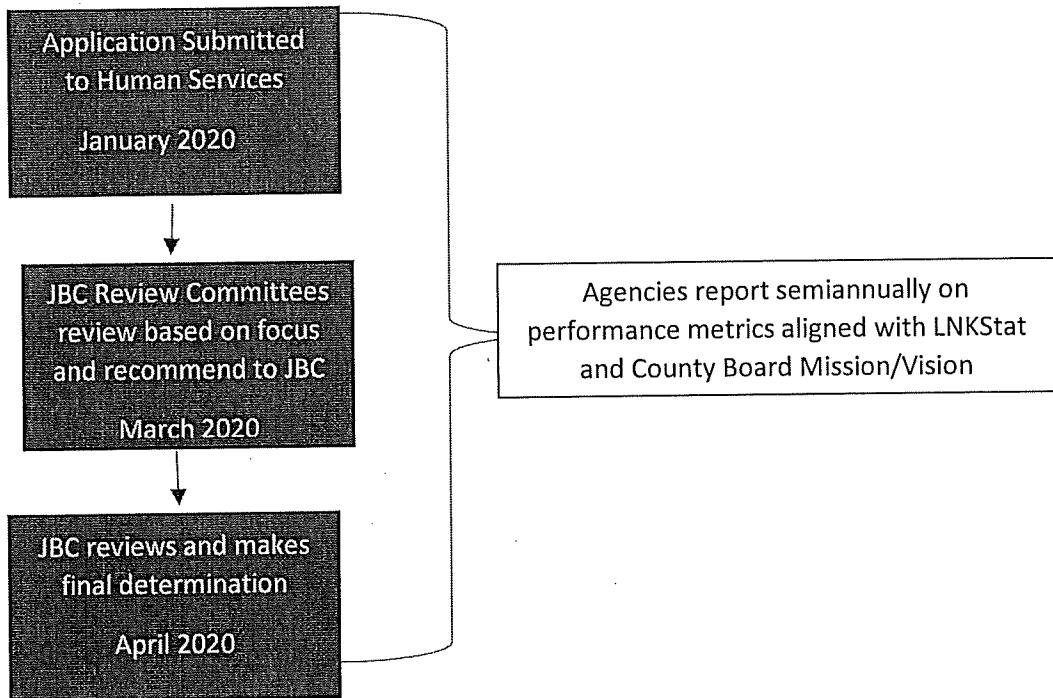 Application Submitted
to Human Services
January 2020
JBC Review Committees
review based on focus
and recommend to JBC
March 2020
JBC reviews and makes
final determination
April 2020
Agencies report semiannually on
performance metrics aligned with LNKStat
and County Board Mission/Vision